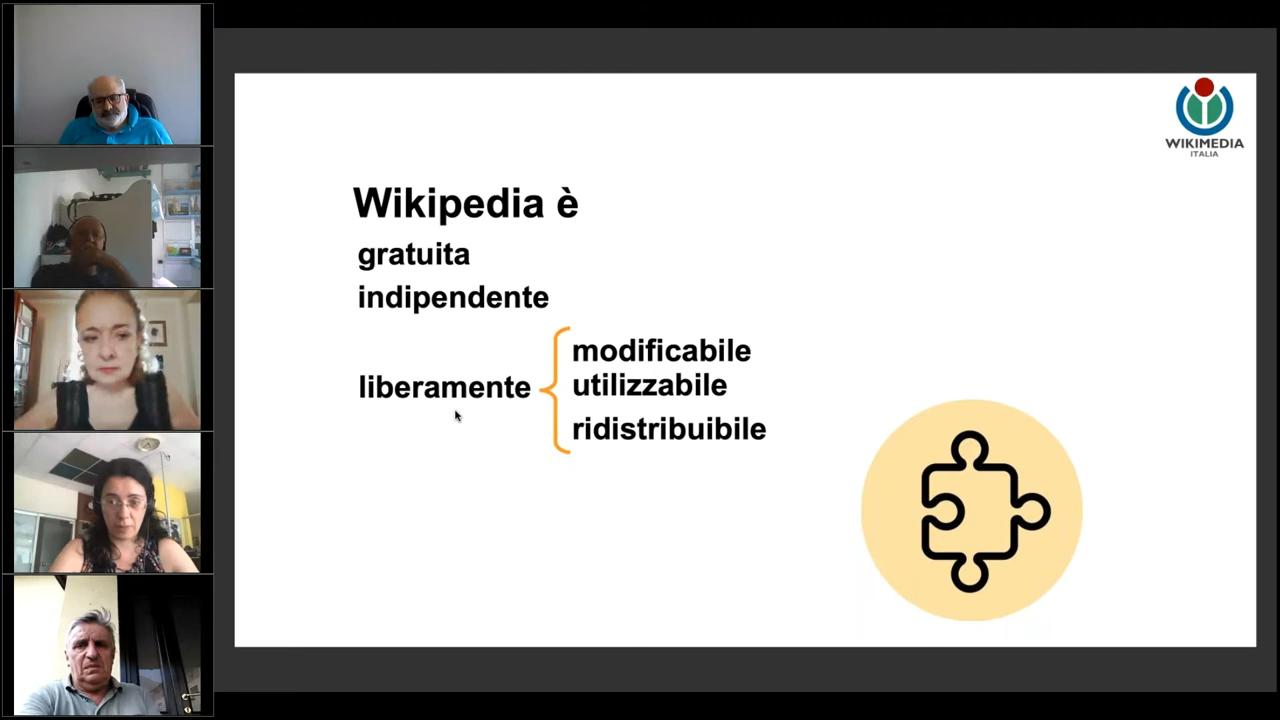 WIKIMEDIA
ITALIA
Wikipedia è
gratuita
indipendente
liberamente
modificabile
utilizzabile
ridistribuibile